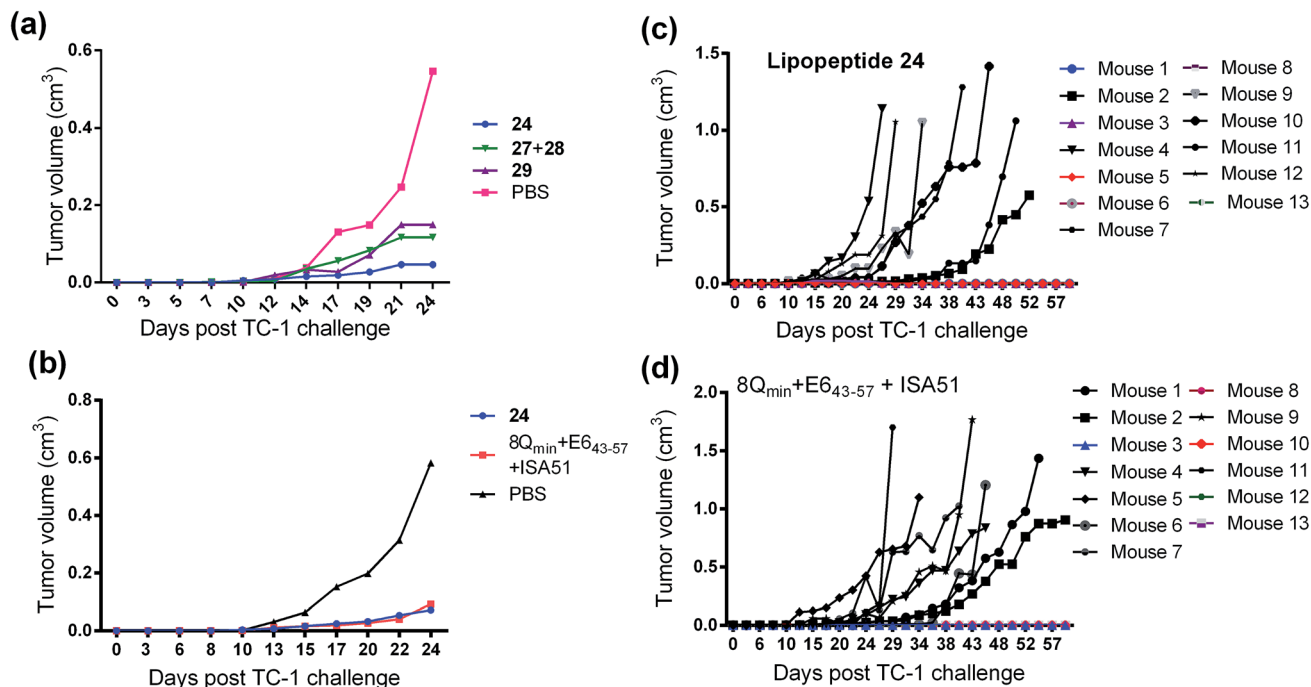 (a)
0.6
0.4
0.2
0.0
Tumor volume (cm³)
0 3 5 7 10 12 14 17 19 21 24
Days post TC-1 challenge
24
27+28
29
PBS
(b)
0.8
0.6
0.4
0.2
0.0
Tumor volume (cm³)
0 3 6 8 10 13 15 17 20 22 24
Days post TC-1 challenge
24
8Qmin+E643-57
+ISA51
PBS
(c)
Lipopeptide 24
1.5
1.0
0.5
0.0
Tumor volume (cm³)
0 6 10 15 20 24 29 34 38 43 48 52 57
Days post TC-1 challenge
Mouse 1
Mouse 2
Mouse 3
Mouse 4
Mouse 5
Mouse 6
Mouse 7
Mouse 8
Mouse 9
Mouse 10
Mouse 11
Mouse 12
Mouse 13
(d)
8Qmin+E643-57 + ISA51
2.0
1.5
1.0
0.5
0.0
Tumor volume (cm³)
0 6 10 15 20 24 29 34 38 43 48 52 57
Days post TC-1 challenge
Mouse 1
Mouse 2
Mouse 3
Mouse 4
Mouse 5
Mouse 6
Mouse 7
Mouse 8
Mouse 9
Mouse 10
Mouse 11
Mouse 12
Mouse 13